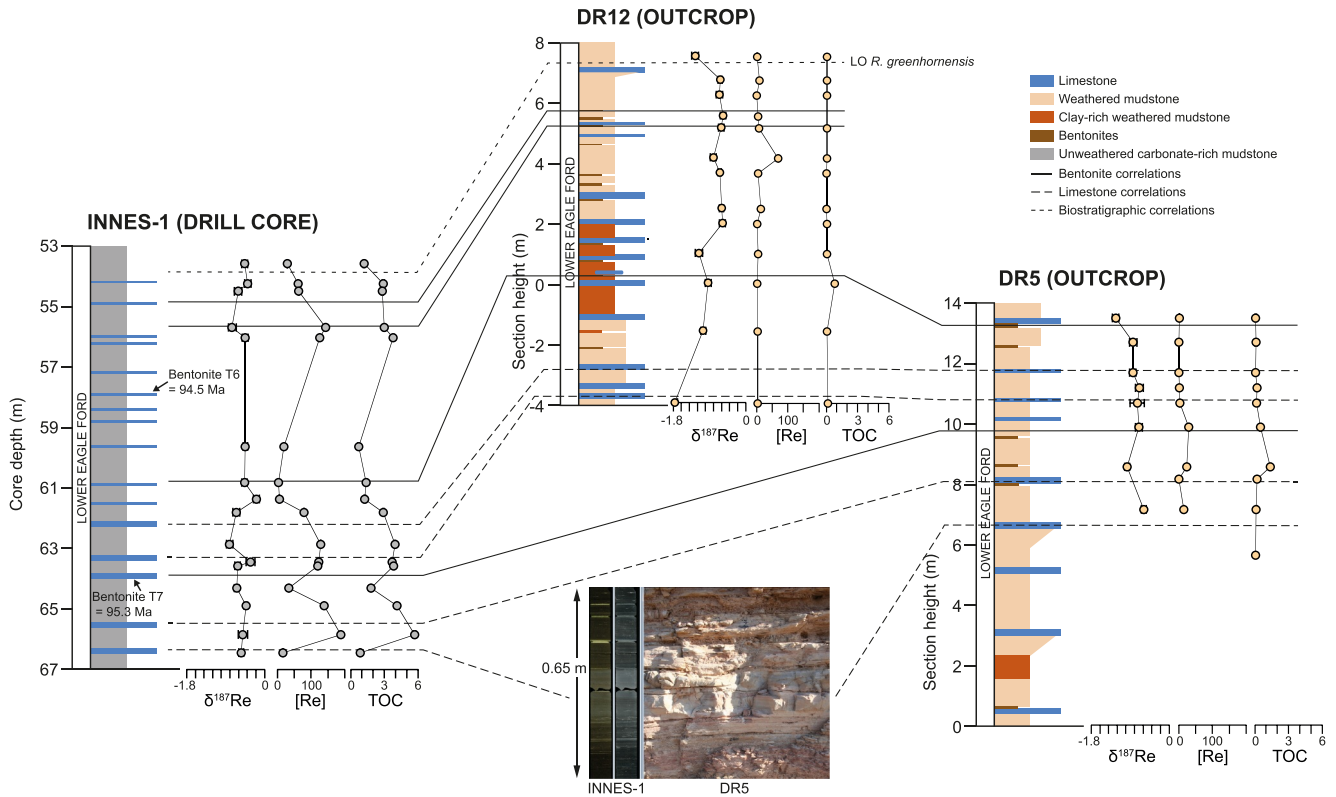 DR12 (OUTCROP)
8
6
4
2
0
-2
-4
Section height (m)
LOWER EAGLE FORD
LO R. greenhornensis
-1.8
0
0
100
0
3
6
δ¹⁸⁷Re
[Re]
TOC
Limestone
Weathered mudstone
Clay-rich weathered mudstone
Bentonites
Unweathered carbonate-rich mudstone
Bentonite correlations
Limestone correlations
Biostratigraphic correlations
INNES-1 (DRILL CORE)
53
55
57
59
61
63
65
67
Core depth (m)
LOWER EAGLE FORD
Bentonite T6
= 94.5 Ma
Bentonite T7
= 95.3 Ma
-1.8
0
0
100
0
3
6
δ¹⁸⁷Re
[Re]
TOC
DR5 (OUTCROP)
14
12
10
8
6
4
2
0
Section height (m)
LOWER EAGLE FORD
-1.8
0
0
100
0
3
6
δ¹⁸⁷Re
[Re]
TOC
0.65 m
INNES-1
DR5